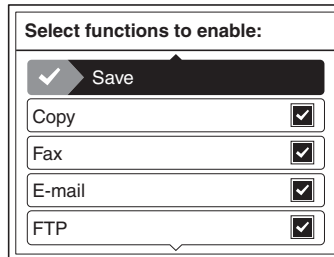 Select functions to enable:
Save
Copy
Fax
E-mail
FTP